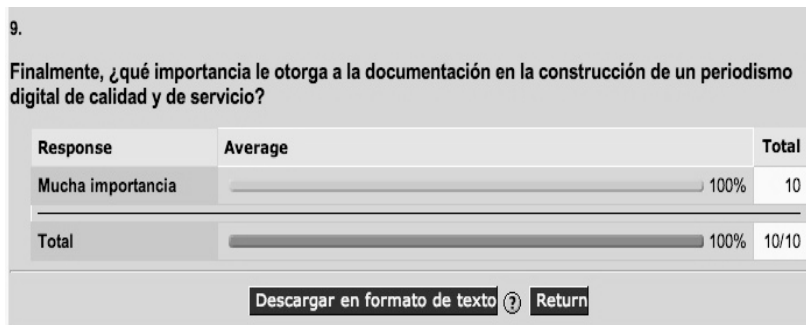 9.
Finalmente, ¿qué importancia le otorga a la documentación en la construcción de un periodismo
digital de calidad y de servicio?
Response Average Total
Mucha importancia 100% 10
Total 100% 10/10
Descargar en formato de texto ? Return